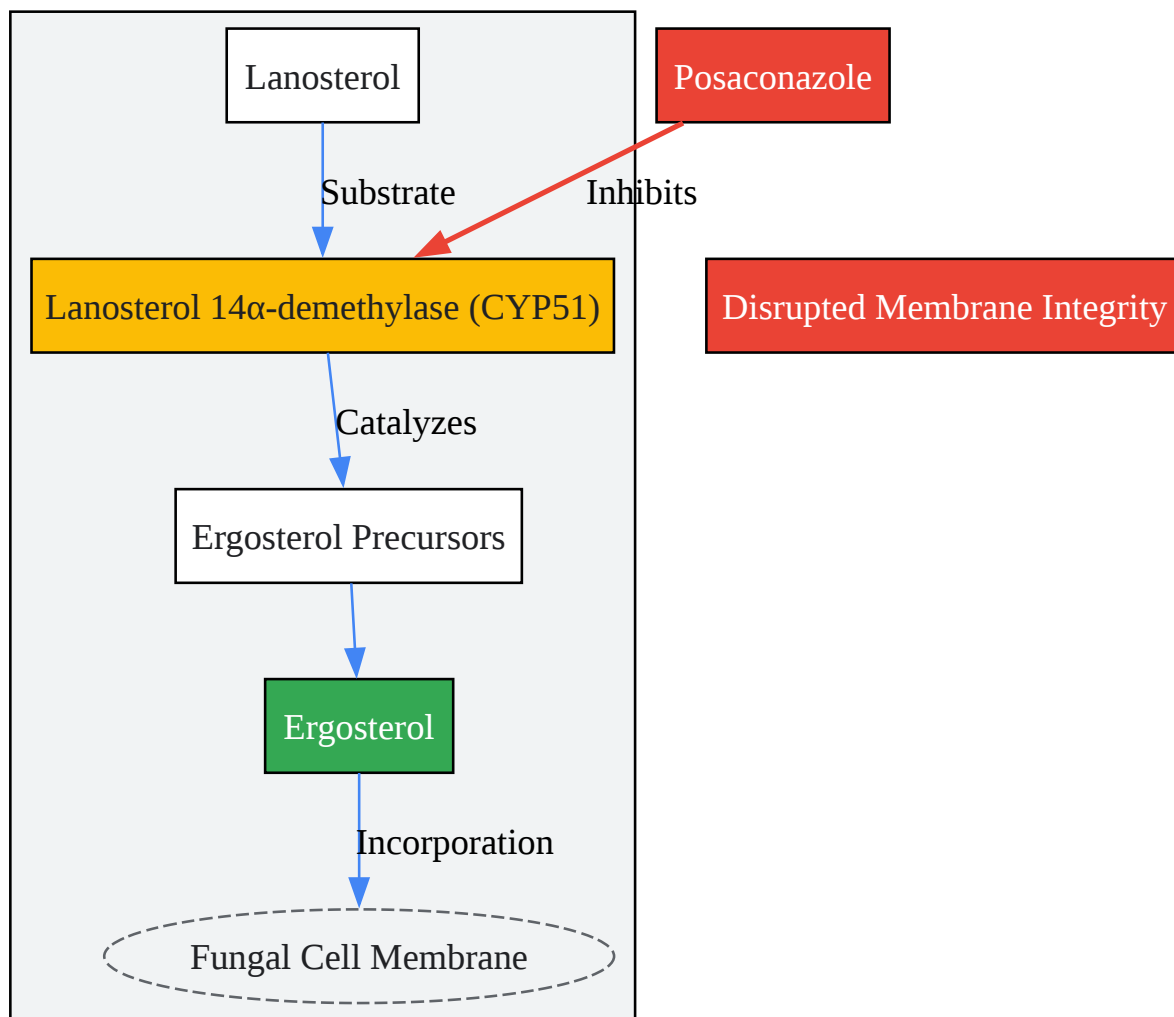 Lanosterol
Posaconazole
Substrate
Inhibits
Lanosterol 14α-demethylase (CYP51)
Disrupted Membrane Integrity
Catalyzes
Ergosterol Precursors
Ergosterol
Incorporation
Fungal Cell Membrane